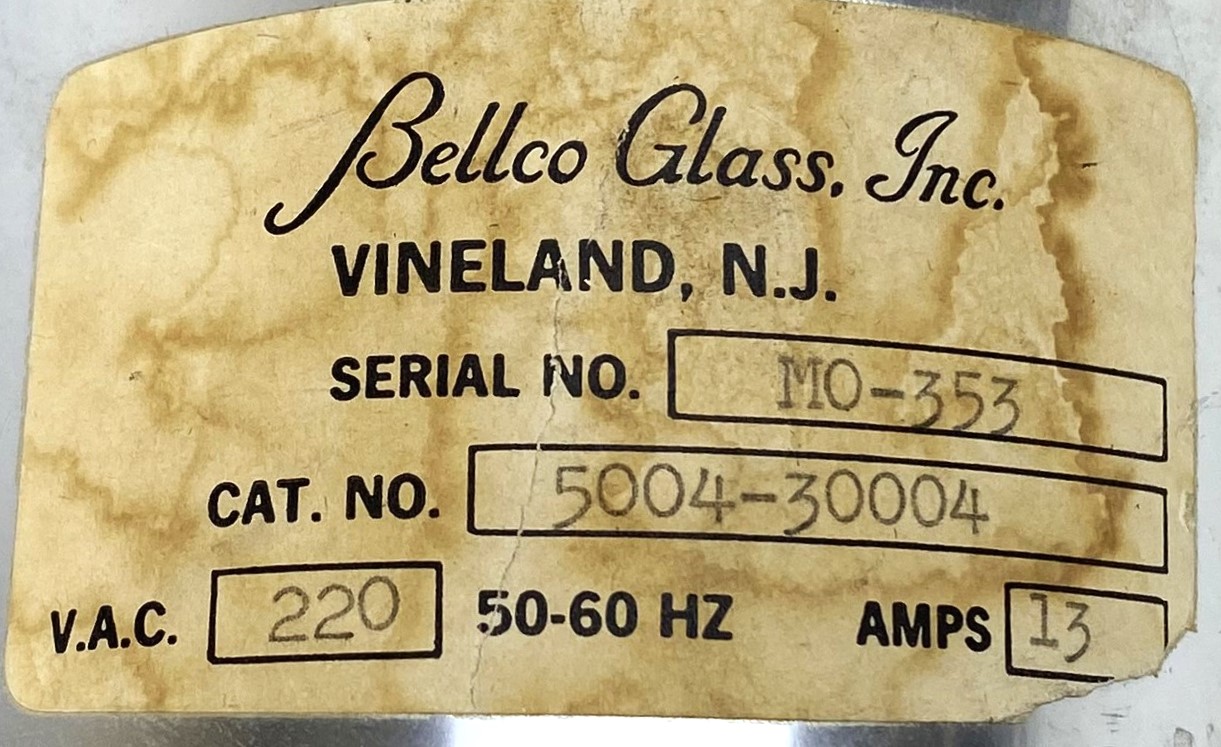 Bellco Glass, Inc.
VINELAND, N.J.
SERIAL NO. MO-353
CAT. NO. 5004-30004
V.A.C. 220 50-60 HZ AMPS 13